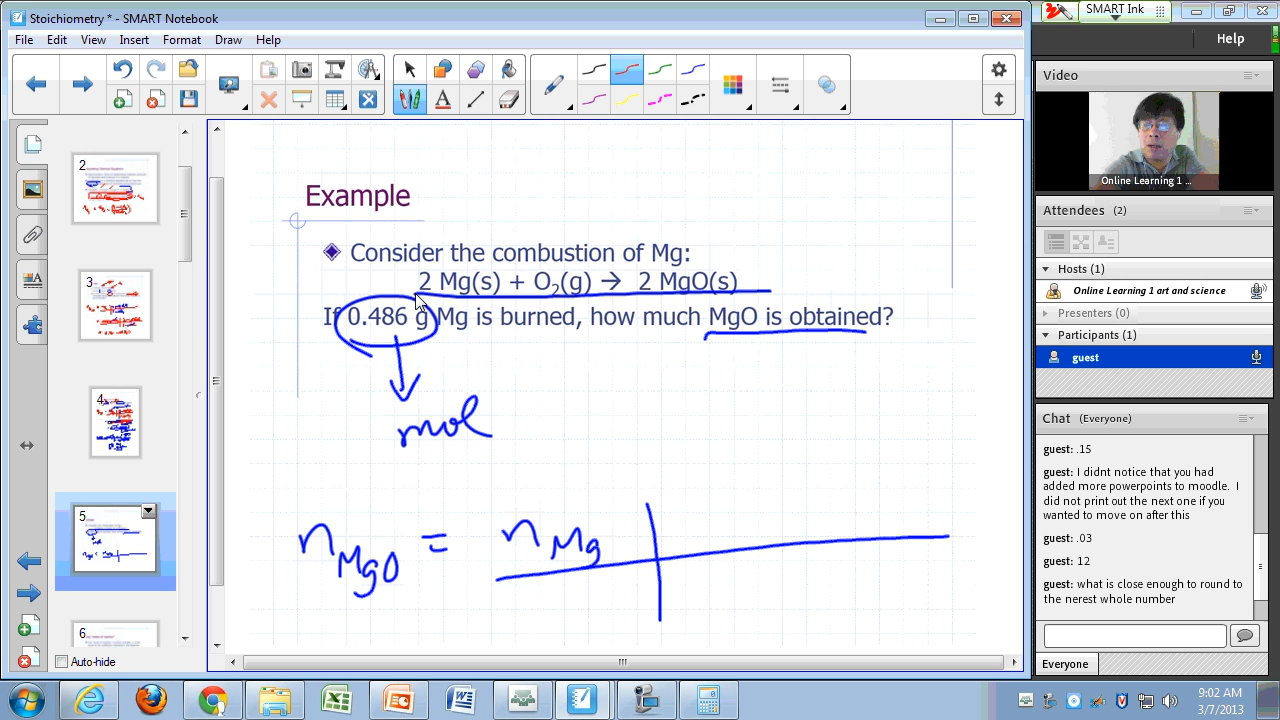 Stoichiometry * - SMART Notebook
SMART Ink
File Edit View Insert Format Draw Help
Help
Video
Online Learning 1 ...
Attendees (2)
Hosts (1)
Online Learning 1 art and science
Presenters (0)
Participants (1)
guest
Chat (Everyone)
guest: .15
guest: I didnt notice that you had
added more powerpoints to moodle. I
did not print out the next one if you
wanted to move on after this
guest: .03
guest: 12
guest: what is close enough to round to
the nerest whole number
Everyone
2
3
4
5
6
Auto-hide
Example
Consider the combustion of Mg:
2 Mg(s) + O₂(g) → 2 MgO(s)
If 0.486 g Mg is burned, how much MgO is obtained?
mol
nMgO = nMg
9:02 AM
3/7/2013